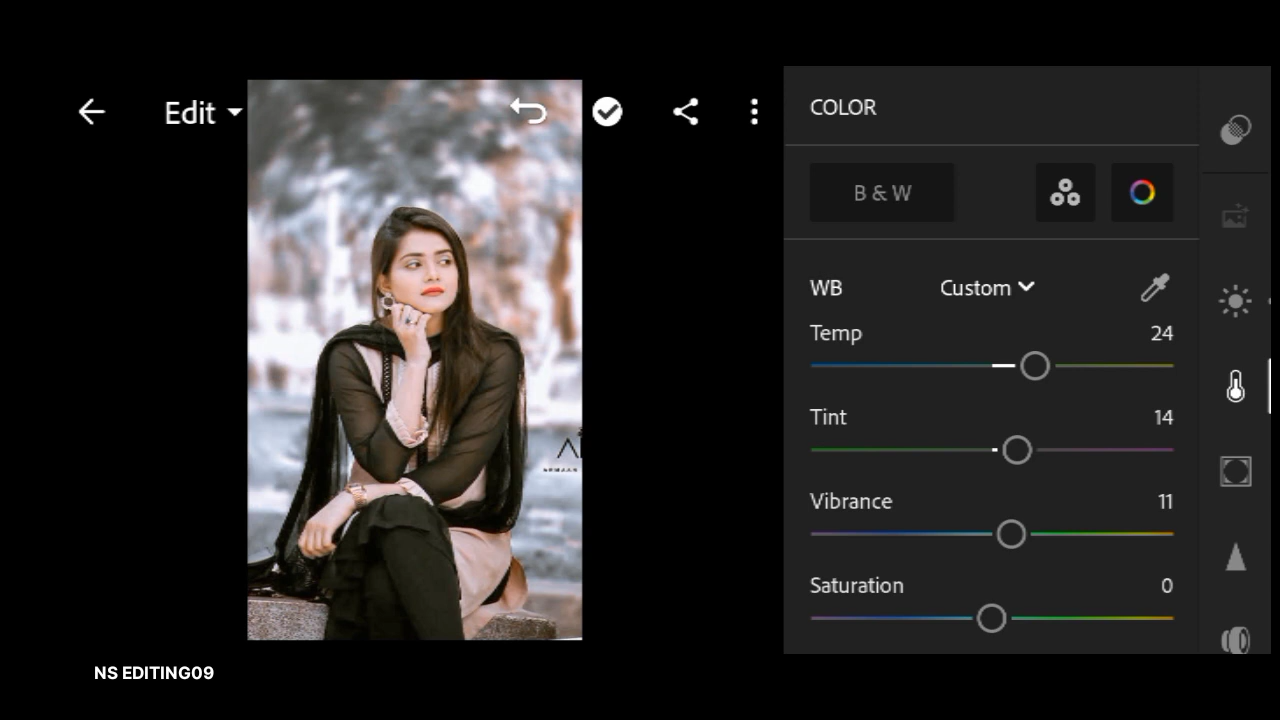 Edit
COLOR
B & W
WB Custom
Temp 24
Tint 14
Vibrance 11
Saturation 0
NS EDITING09